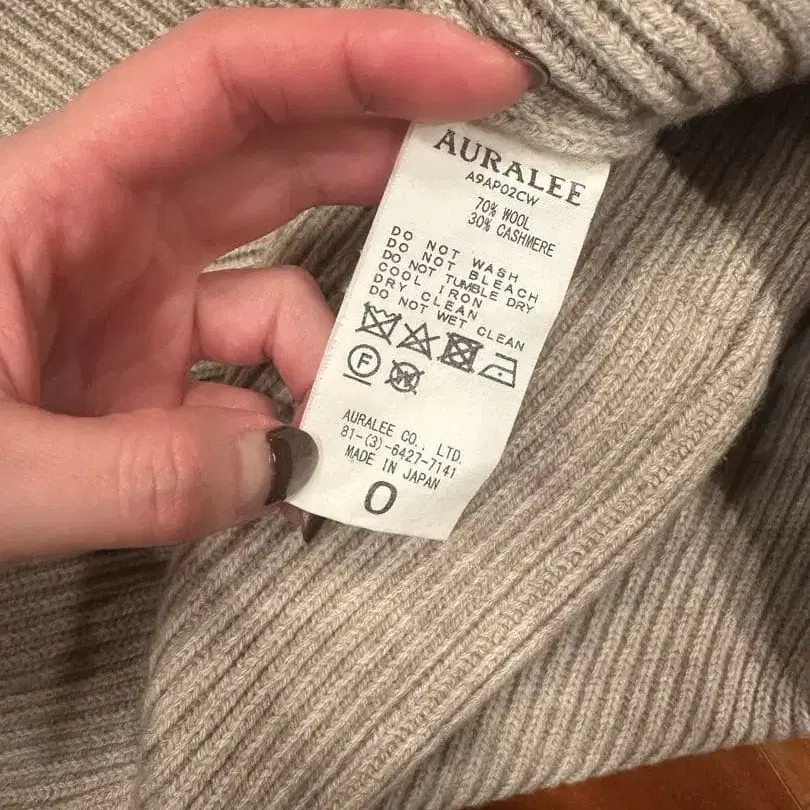 AURALEE
A9AP02CW
70% WOOL
30% CASHMERE
DO NOT WASH
DO NOT BLEACH
DO NOT TUMBLE DRY
COOL IRON
DRY CLEAN
DO NOT WET CLEAN
F
W
AURALEE CO., LTD
81-(3)-6427-7141
MADE IN JAPAN
0